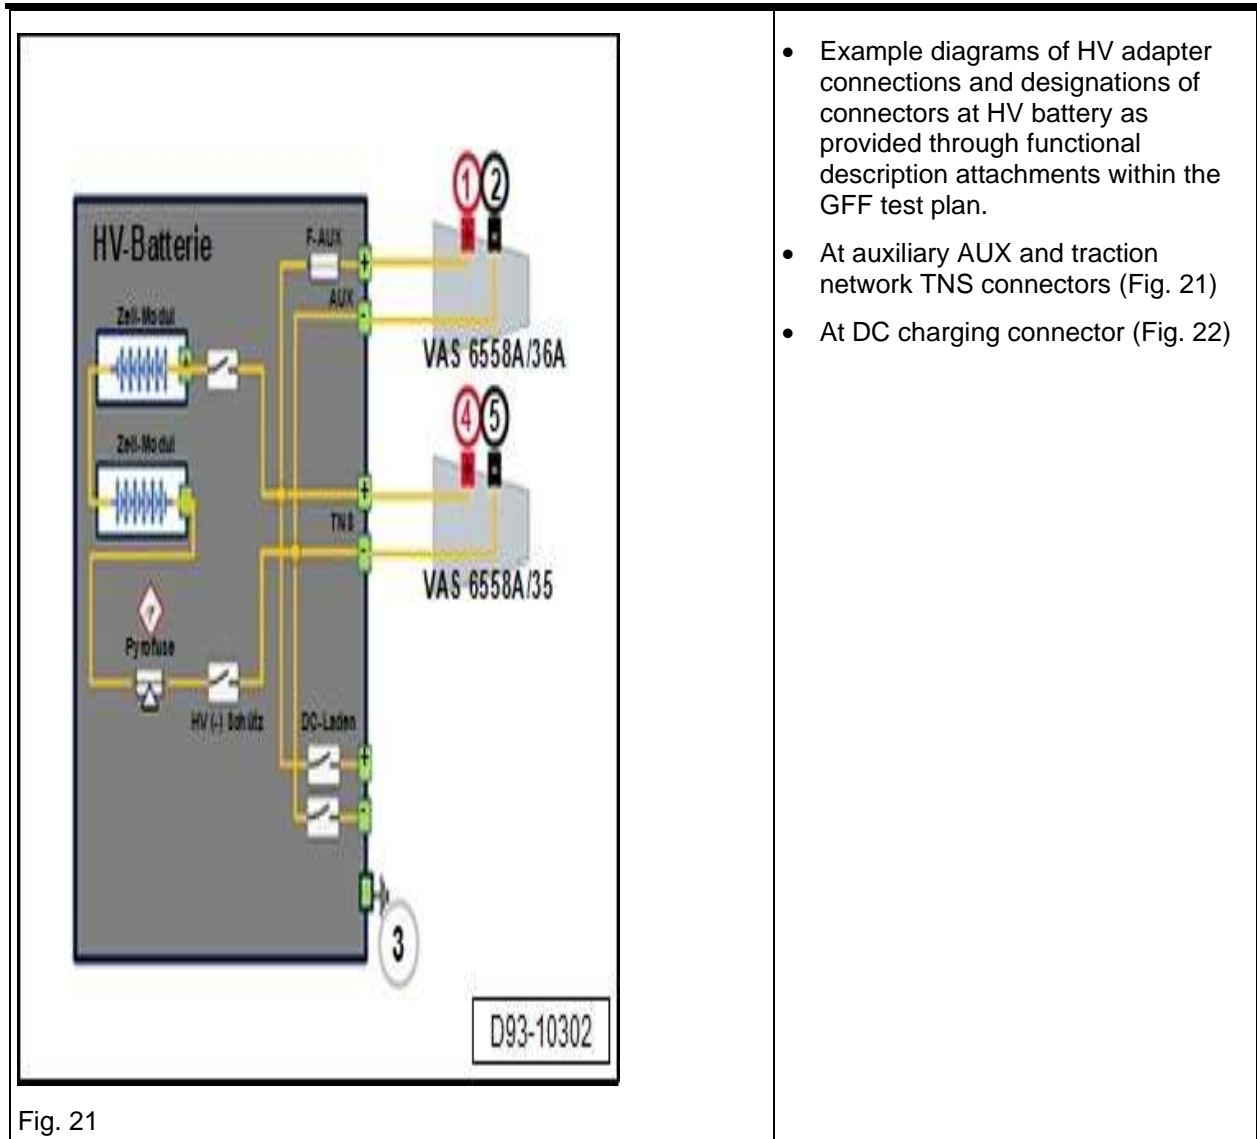 1 2
HV-Batterie
F-AUX
+
AUX
-
Zell-Modul
VAS 6558A/36A
4 5
Zell-Modul
+
TNS
-
VAS 6558A/35
Pyrofuse
HV (-) Schütz
DC-Laden
+
-
3
D93-10302
Fig. 21
• Example diagrams of HV adapter
connections and designations of
connectors at HV battery as
provided through functional
description attachments within the
GFF test plan.
• At auxiliary AUX and traction
network TNS connectors (Fig. 21)
• At DC charging connector (Fig. 22)